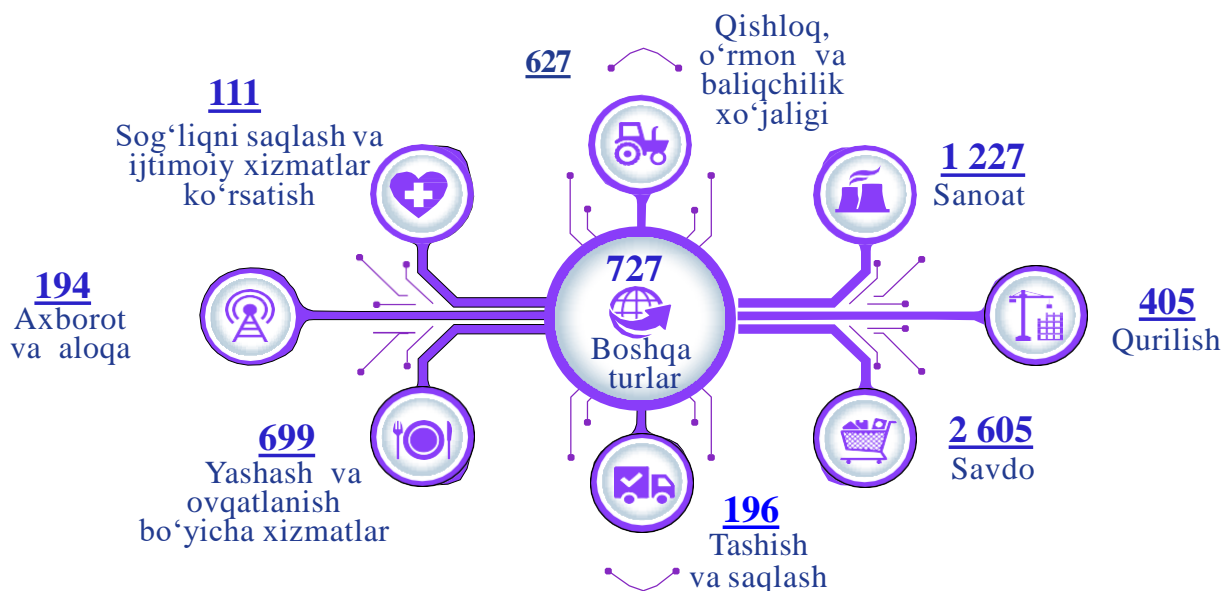 627
Qishloq,
o‘rmon va
baliqchilik
xo‘jaligi
111
Sog‘liqni saqlash va
ijtimoiy xizmatlar
ko‘rsatish
1 227
Sanoat
194
Axborot
va aloqa
727
Boshqa
turlar
405
Qurilish
699
Yashash va
ovqatlanish
bo‘yicha xizmatlar
2 605
Savdo
196
Tashish
va saqlash